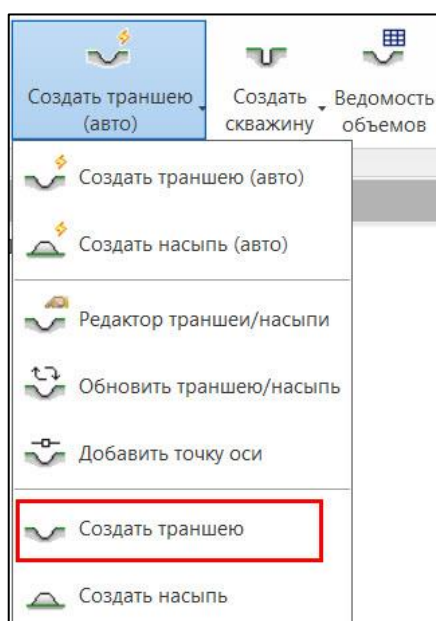 Создать траншею
(авто)
Создать
скважину
Ведомость
объемов
Создать траншею (авто)
Создать насыпь (авто)
Редактор траншеи/насыпи
Обновить траншею/насыпь
Добавить точку оси
Создать траншею
Создать насыпь